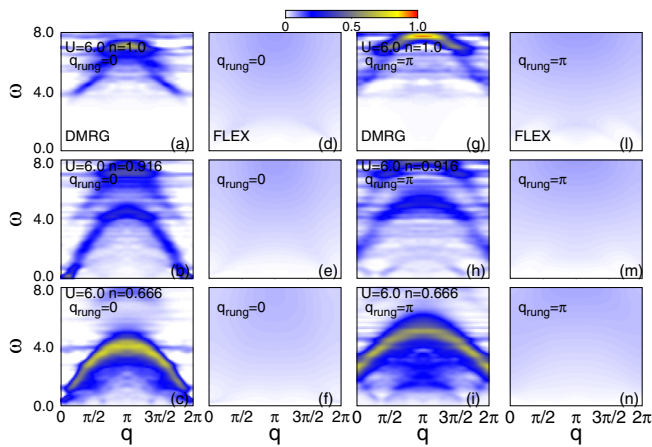 0 0.5 1.0
8.0 U=6.0 n=1.0 U=6.0 n=1.0
q_rung=0 q_rung=0 q_rung=π q_rung=π
ω 4.0
0.0 DMRG (a) FLEX (d) DMRG (g) FLEX (l)
8.0 U=6.0 n=0.916 U=6.0 n=0.916
q_rung=0 q_rung=0 q_rung=π q_rung=π
ω 4.0
0.0 (b) (e) (h) (m)
8.0 U=6.0 n=0.666 U=6.0 n=0.666
q_rung=0 q_rung=0 q_rung=π q_rung=π
ω 4.0
0.0 (c) (f) (i) (n)
0 π/2 π 3π/2 2π 0 π/2 π 3π/2 2π 0 π/2 π 3π/2 2π 0 π/2 π 3π/2 2π
q q q q